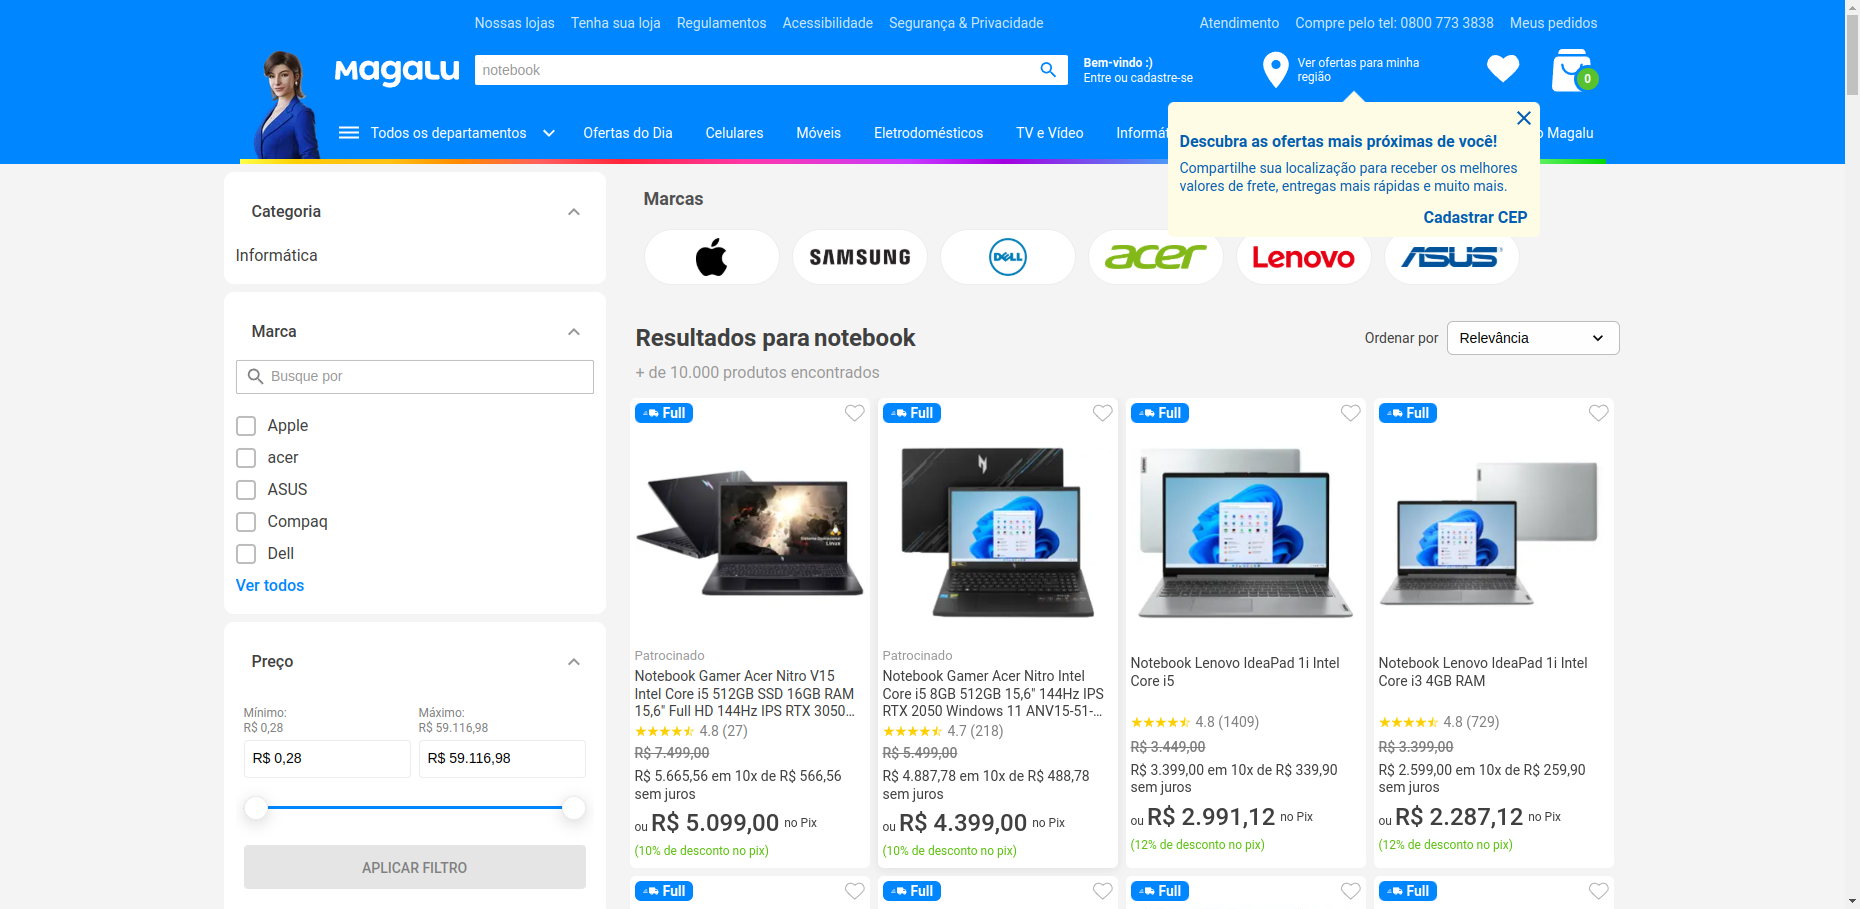 Nossas lojas Tenha sua loja Regulamentos Acessibilidade Segurança & Privacidade Atendimento Compre pelo tel: 0800 773 3838 Meus pedidos
Magalu
notebook
Bem-vindo :)
Entre ou cadastre-se
Ver ofertas para minha
região
0
Todos os departamentos Ofertas do Dia Celulares Móveis Eletrodomésticos TV e Vídeo Informát Magalu
Descubra as ofertas mais próximas de você!
Compartilhe sua localização para receber os melhores
valores de frete, entregas mais rápidas e muito mais.
Cadastrar CEP
Categoria
Informática
Marca
Busque por
Apple
acer
ASUS
Compaq
Dell
Ver todos
Preço
Mínimo:
R$ 0,28
Máximo:
R$ 59.116,98
R$ 0,28
R$ 59.116,98
APLICAR FILTRO
Marcas
SAMSUNG
DELL
acer
Lenovo
ASUS
Resultados para notebook
+ de 10.000 produtos encontrados
Ordenar por Relevância
Full
Patrocinado
Notebook Gamer Acer Nitro V15
Intel Core i5 512GB SSD 16GB RAM
15,6" Full HD 144Hz IPS RTX 3050...
4.8 (27)
R$ 7.499,00
R$ 5.665,56 em 10x de R$ 566,56
sem juros
ou R$ 5.099,00 no Pix
(10% de desconto no pix)
Full
Patrocinado
Notebook Gamer Acer Nitro Intel
Core i5 8GB 512GB 15,6" 144Hz IPS
RTX 2050 Windows 11 ANV15-51-...
4.7 (218)
R$ 5.499,00
R$ 4.887,78 em 10x de R$ 488,78
sem juros
ou R$ 4.399,00 no Pix
(10% de desconto no pix)
Full
Notebook Lenovo IdeaPad 1i Intel
Core i5
4.8 (1409)
R$ 3.449,00
R$ 3.399,00 em 10x de R$ 339,90
sem juros
ou R$ 2.991,12 no Pix
(12% de desconto no pix)
Full
Notebook Lenovo IdeaPad 1i Intel
Core i3 4GB RAM
4.8 (729)
R$ 3.399,00
R$ 2.599,00 em 10x de R$ 259,90
sem juros
ou R$ 2.287,12 no Pix
(12% de desconto no pix)
Full
Full
Full
Full